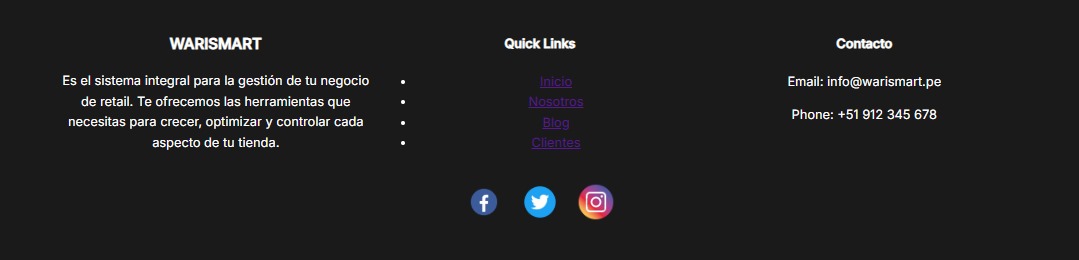 WARISMART
Es el sistema integral para la gestión de tu negocio
de retail. Te ofrecemos las herramientas que
necesitas para crecer, optimizar y controlar cada
aspecto de tu tienda.
Quick Links
Inicio
Nosotros
Blog
Clientes
Contacto
Email: info@warismart.pe
Phone: +51 912 345 678